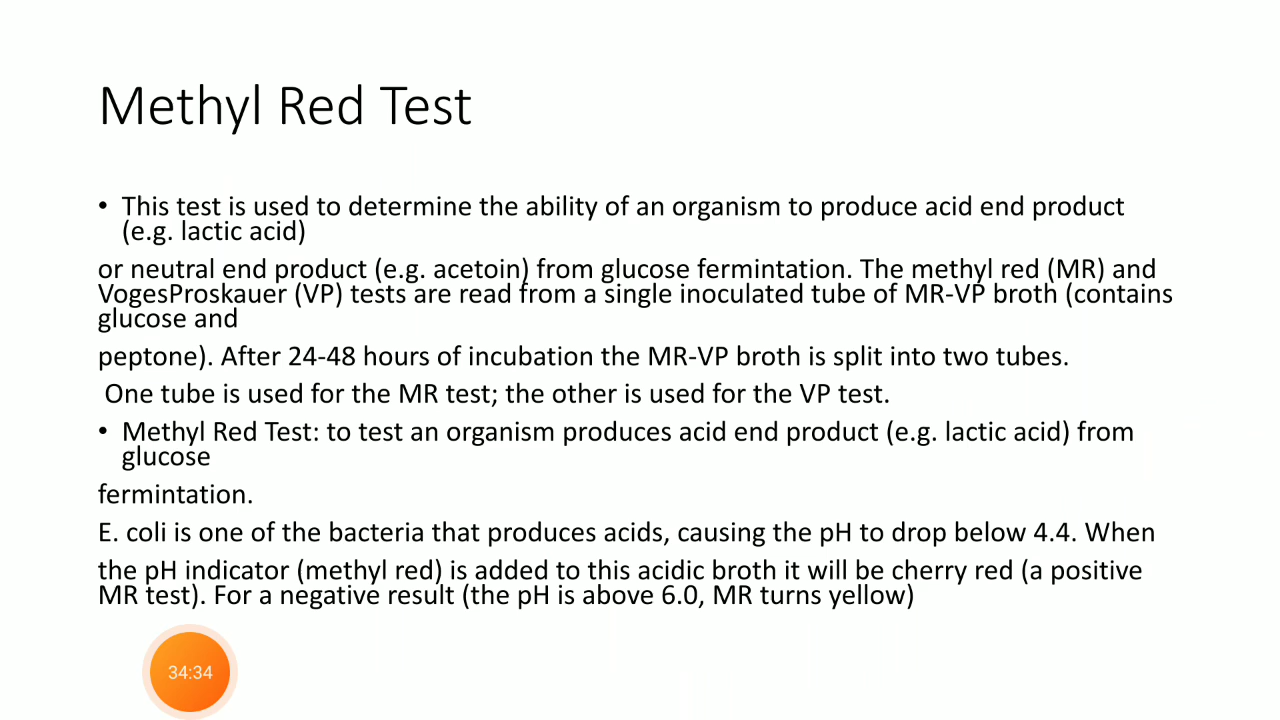 Methyl Red Test
• This test is used to determine the ability of an organism to produce acid end product
(e.g. lactic acid)
or neutral end product (e.g. acetoin) from glucose fermintation. The methyl red (MR) and
VogesProskauer (VP) tests are read from a single inoculated tube of MR-VP broth (contains
glucose and
peptone). After 24-48 hours of incubation the MR-VP broth is split into two tubes.
One tube is used for the MR test; the other is used for the VP test.
• Methyl Red Test: to test an organism produces acid end product (e.g. lactic acid) from
glucose
fermintation.
E. coli is one of the bacteria that produces acids, causing the pH to drop below 4.4. When
the pH indicator (methyl red) is added to this acidic broth it will be cherry red (a positive
MR test). For a negative result (the pH is above 6.0, MR turns yellow)
34:34